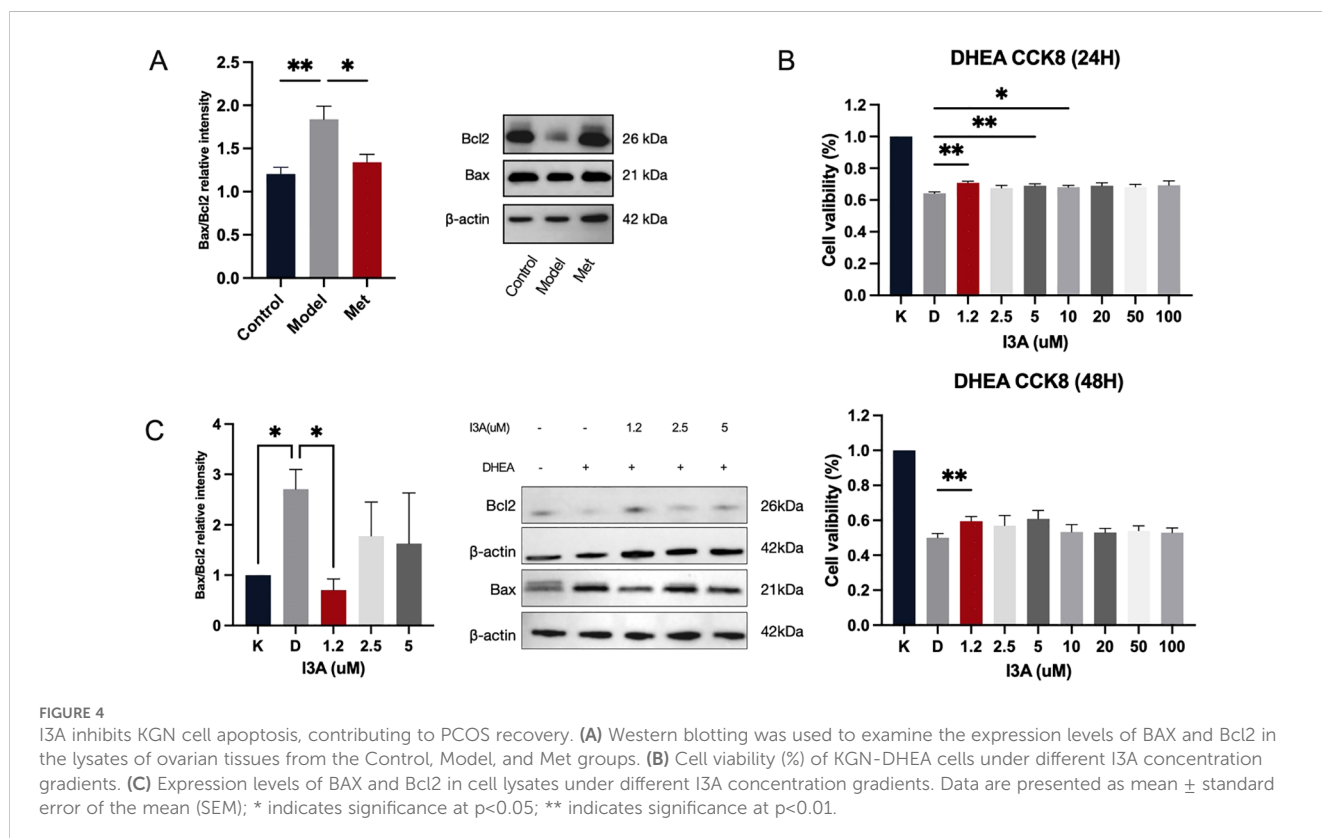 A
2.5
2.0
1.5
1.0
0.5
0.0
Bax/Bcl2 relative intensity
**
*
Control
Model
Met
Bcl2
26 kDa
Bax
21 kDa
β-actin
42 kDa
Control
Model
Met
B
DHEA CCK8 (24H)
1.2
1.0
0.8
0.6
0.4
0.2
0.0
Cell valibility (%)
*
**
**
K D 1.2 2.5 5 10 20 50 100
I3A (uM)
DHEA CCK8 (48H)
1.2
1.0
0.8
0.6
0.4
0.2
0.0
Cell valibility (%)
**
K D 1.2 2.5 5 10 20 50 100
I3A (uM)
C
4
3
2
1
0
Bax/Bcl2 relative intensity
* *
K D 1.2 2.5 5
I3A (uM)
I3A(uM) - - 1.2 2.5 5
DHEA - + + + +
Bcl2
26kDa
β-actin
42kDa
Bax
21kDa
β-actin
42kDa
FIGURE 4
I3A inhibits KGN cell apoptosis, contributing to PCOS recovery. (A) Western blotting was used to examine the expression levels of BAX and Bcl2 in
the lysates of ovarian tissues from the Control, Model, and Met groups. (B) Cell viability (%) of KGN-DHEA cells under different I3A concentration
gradients. (C) Expression levels of BAX and Bcl2 in cell lysates under different I3A concentration gradients. Data are presented as mean ± standard
error of the mean (SEM); * indicates significance at p<0.05; ** indicates significance at p<0.01.